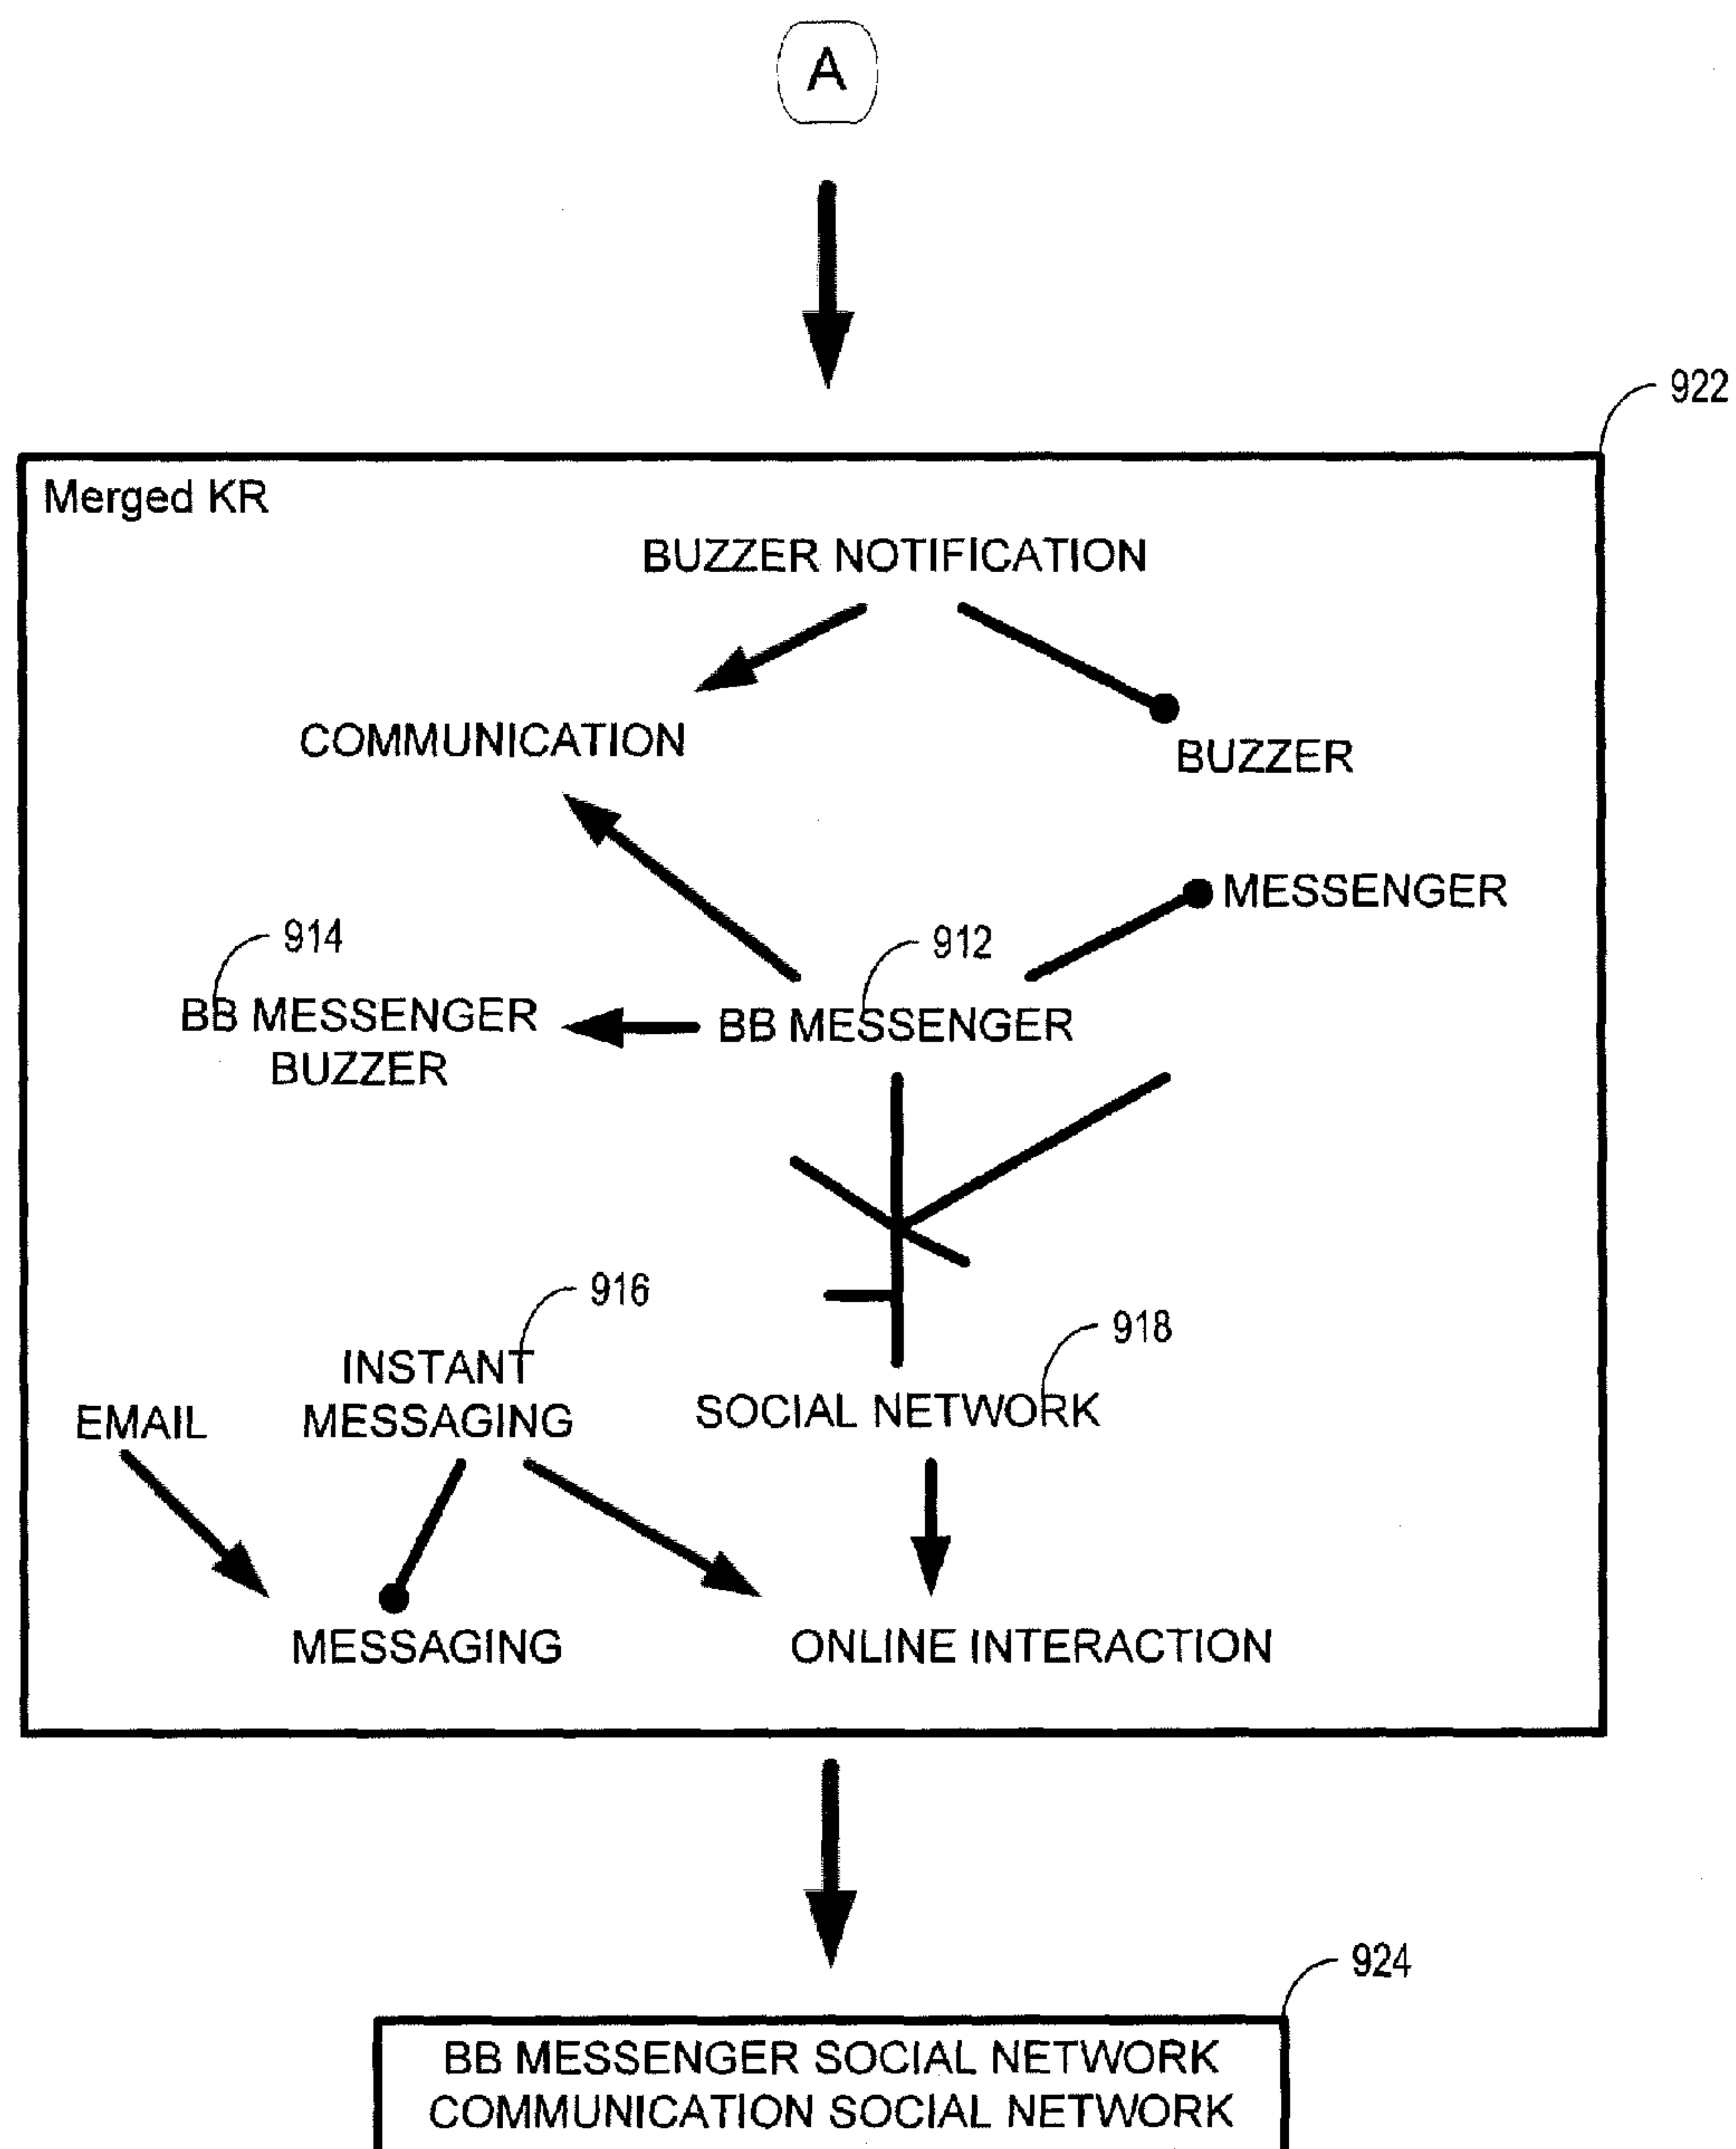 A
922
Merged KR
BUZZER NOTIFICATION
COMMUNICATION
BUZZER
MESSENGER
914
912
BB MESSENGER
BUZZER
BB MESSENGER
916
918
INSTANT
MESSAGING
EMAIL
SOCIAL NETWORK
MESSAGING
ONLINE INTERACTION
924
BB MESSENGER SOCIAL NETWORK
COMMUNICATION SOCIAL NETWORK